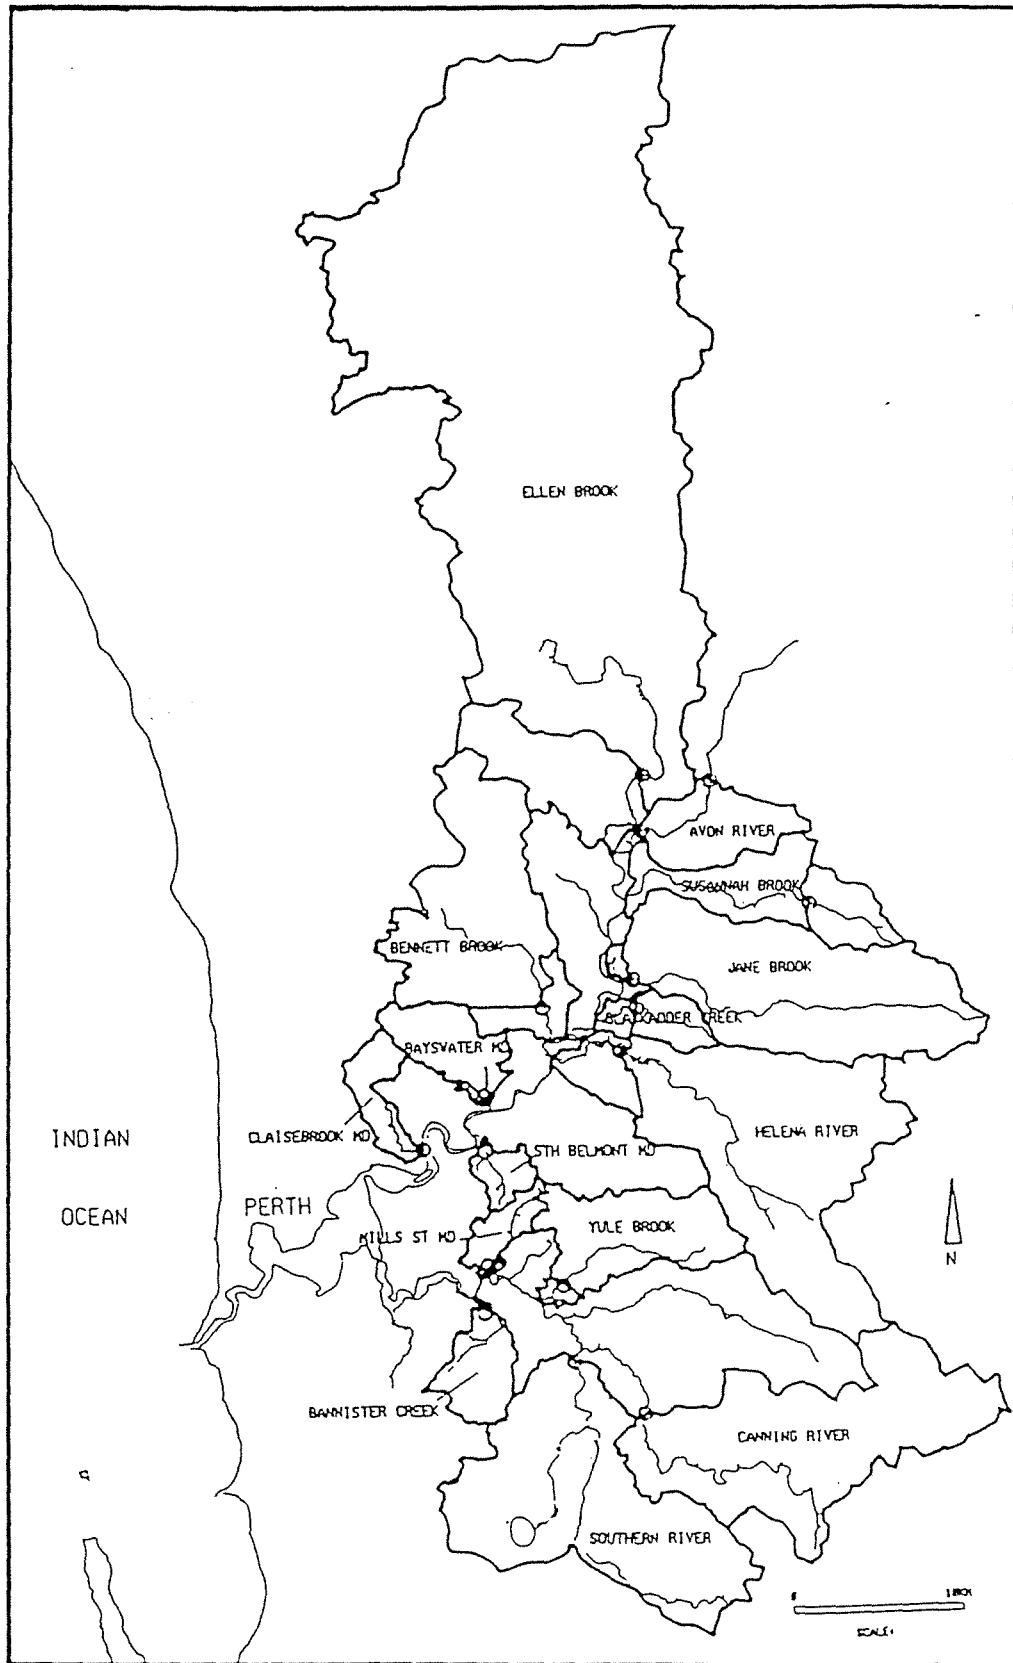 ELLEN BROOK
AVON RIVER
SUSANNAH BROOK
BENNETT BROOK
JANE BROOK
BLACKADDER CREEK
BAYSWATER MD
INDIAN
OCEAN
CLAISEBROOK MD
HELENA RIVER
STH BELMONT MD
PERTH
MILLS ST MD
YULE BROOK
N
BANNISTER CREEK
CANNING RIVER
SOUTHERN RIVER
SCALE: